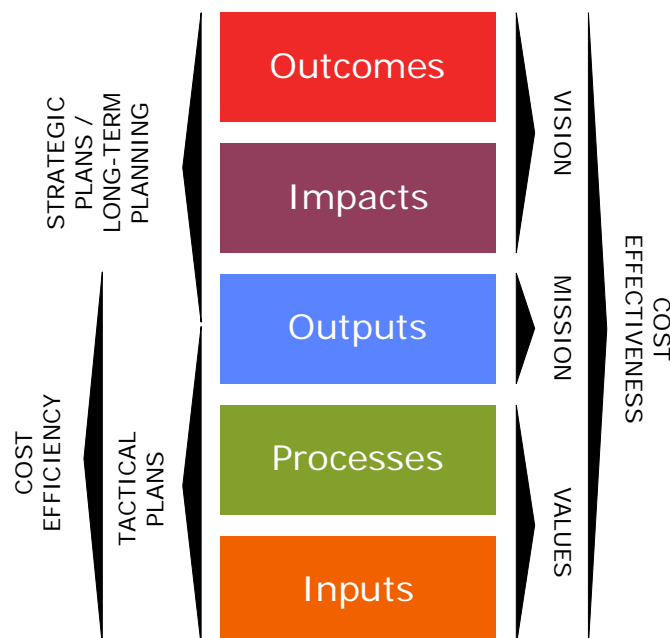 Outcomes
Impacts
Outputs
Processes
Inputs
STRATEGIC
PLANS /
LONG-TERM
PLANNING
COST
EFFICIENCY
TACTICAL
PLANS
VISION
MISSION
VALUES
COST
EFFECTIVENESS